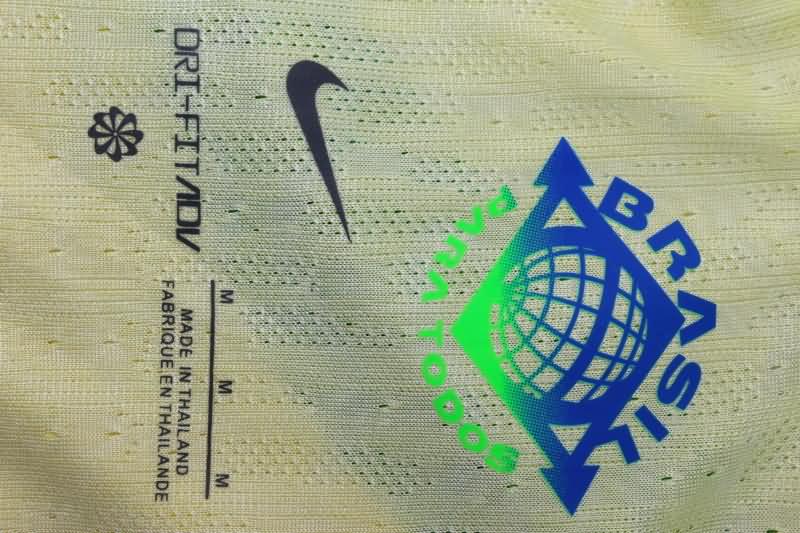 BRASIL
PARA TODOS
DRI-FIT ADV
M M M
MADE IN THAILAND
FABRIQUE EN THAILANDE